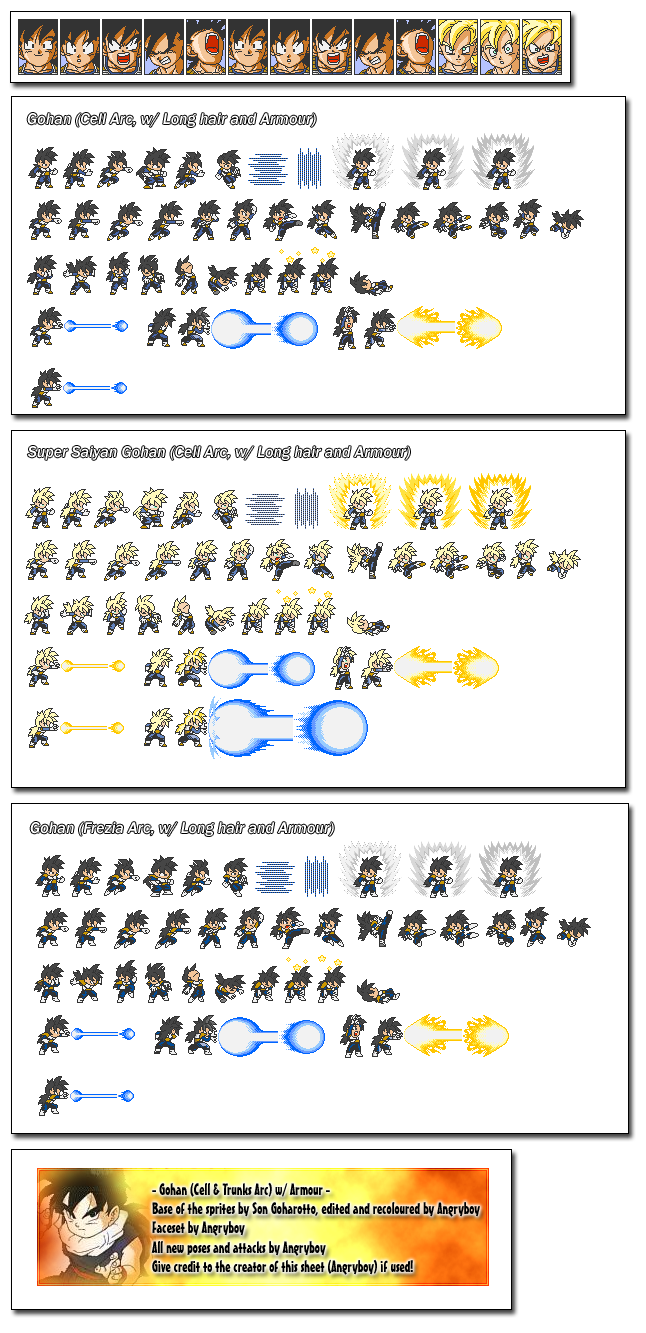 Gohan (Cell Arc, w/ Long hair and Armour)
Super Saiyan Gohan (Cell Arc, w/ Long hair and Armour)
Gohan (Frezia Arc, w/ Long hair and Armour)
- Gohan (Cell & Trunks Arc) w/ Armour -
Base of the sprites by Son Goharotto, edited and recoloured by Angryboy
Faceset by Angryboy
All new poses and attacks by Angryboy
Give credit to the creator of this sheet (Angryboy) if used!